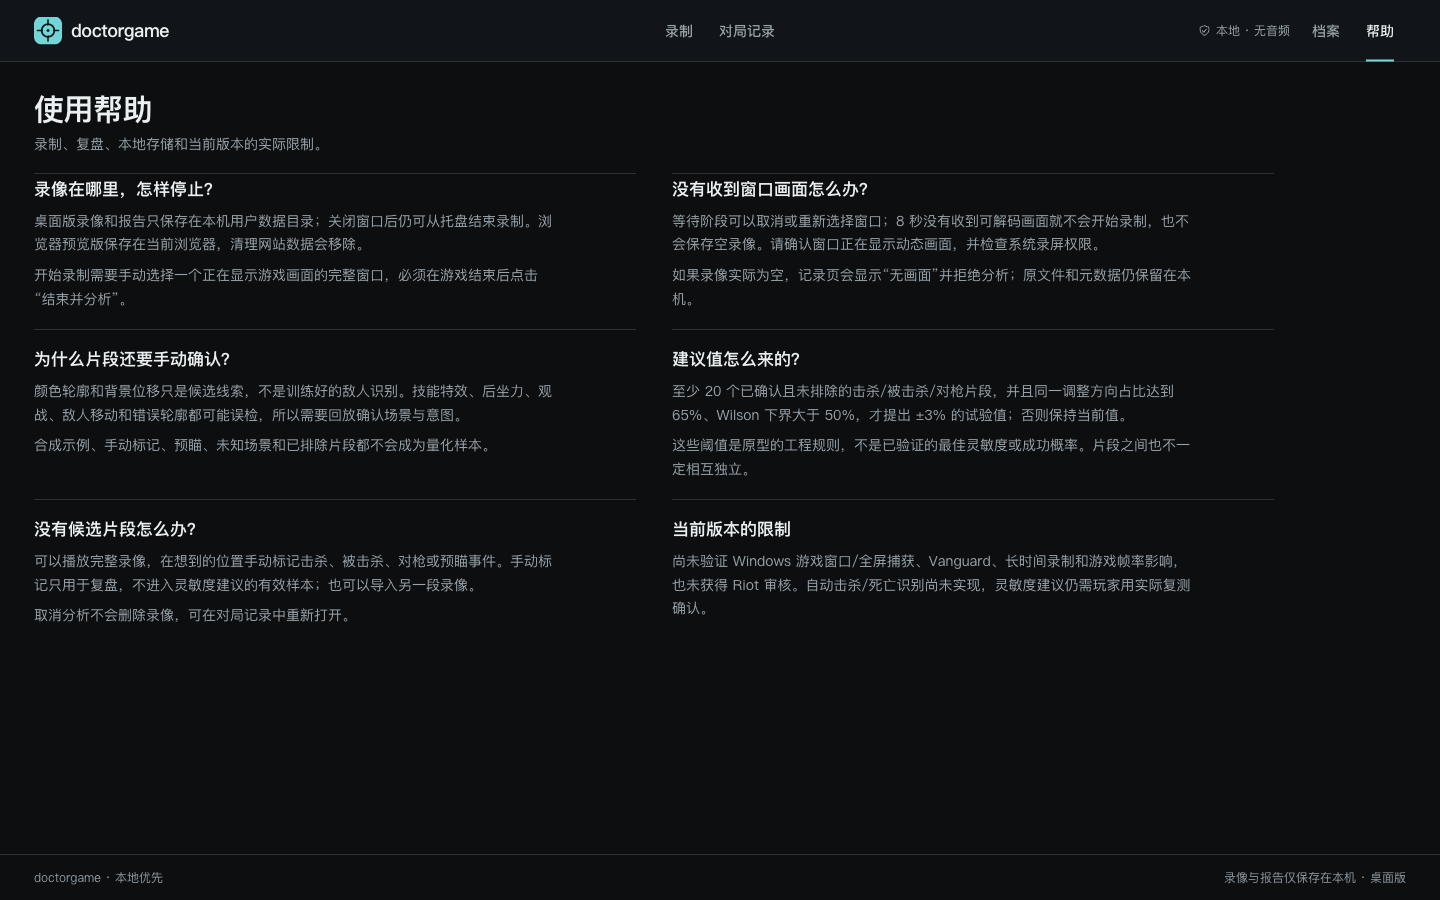 doctorgame
录制
对局记录
本地 · 无音频
档案
帮助
使用帮助
录制、复盘、本地存储和当前版本的实际限制。
录像在哪里，怎样停止？
桌面版录像和报告只保存在本机用户数据目录；关闭窗口后仍可从托盘结束录制。浏
览器预览版保存在当前浏览器，清理网站数据会移除。
开始录制需要手动选择一个正在显示游戏画面的完整窗口，必须在游戏结束后点击
“结束并分析”。
没有收到窗口画面怎么办？
等待阶段可以取消或重新选择窗口；8 秒没有收到可解码画面就不会开始录制，也不
会保存空录像。请确认窗口正在显示动态画面，并检查系统录屏权限。
如果录像实际为空，记录页会显示“无画面”并拒绝分析；原文件和元数据仍保留在本
机。
为什么片段还要手动确认？
颜色轮廓和背景位移只是候选线索，不是训练好的敌人识别。技能特效、后坐力、观
战、敌人移动和错误轮廓都可能误检，所以需要回放确认场景与意图。
合成示例、手动标记、预瞄、未知场景和已排除片段都不会成为量化样本。
建议值怎么来的？
至少 20 个已确认且未排除的击杀/被击杀/对枪片段，并且同一调整方向占比达到
65%、Wilson 下界大于 50%，才提出 ±3% 的试验值；否则保持当前值。
这些阈值是原型的工程规则，不是已验证的最佳灵敏度或成功概率。片段之间也不一
定相互独立。
没有候选片段怎么办？
可以播放完整录像，在想到的位置手动标记击杀、被击杀、对枪或预瞄事件。手动标
记只用于复盘，不进入灵敏度建议的有效样本；也可以导入另一段录像。
取消分析不会删除录像，可在对局记录中重新打开。
当前版本的限制
尚未验证 Windows 游戏窗口/全屏捕获、Vanguard、长时间录制和游戏帧率影响，
也未获得 Riot 审核。自动击杀/死亡识别尚未实现，灵敏度建议仍需玩家用实际复测
确认。
doctorgame · 本地优先
录像与报告仅保存在本机 · 桌面版